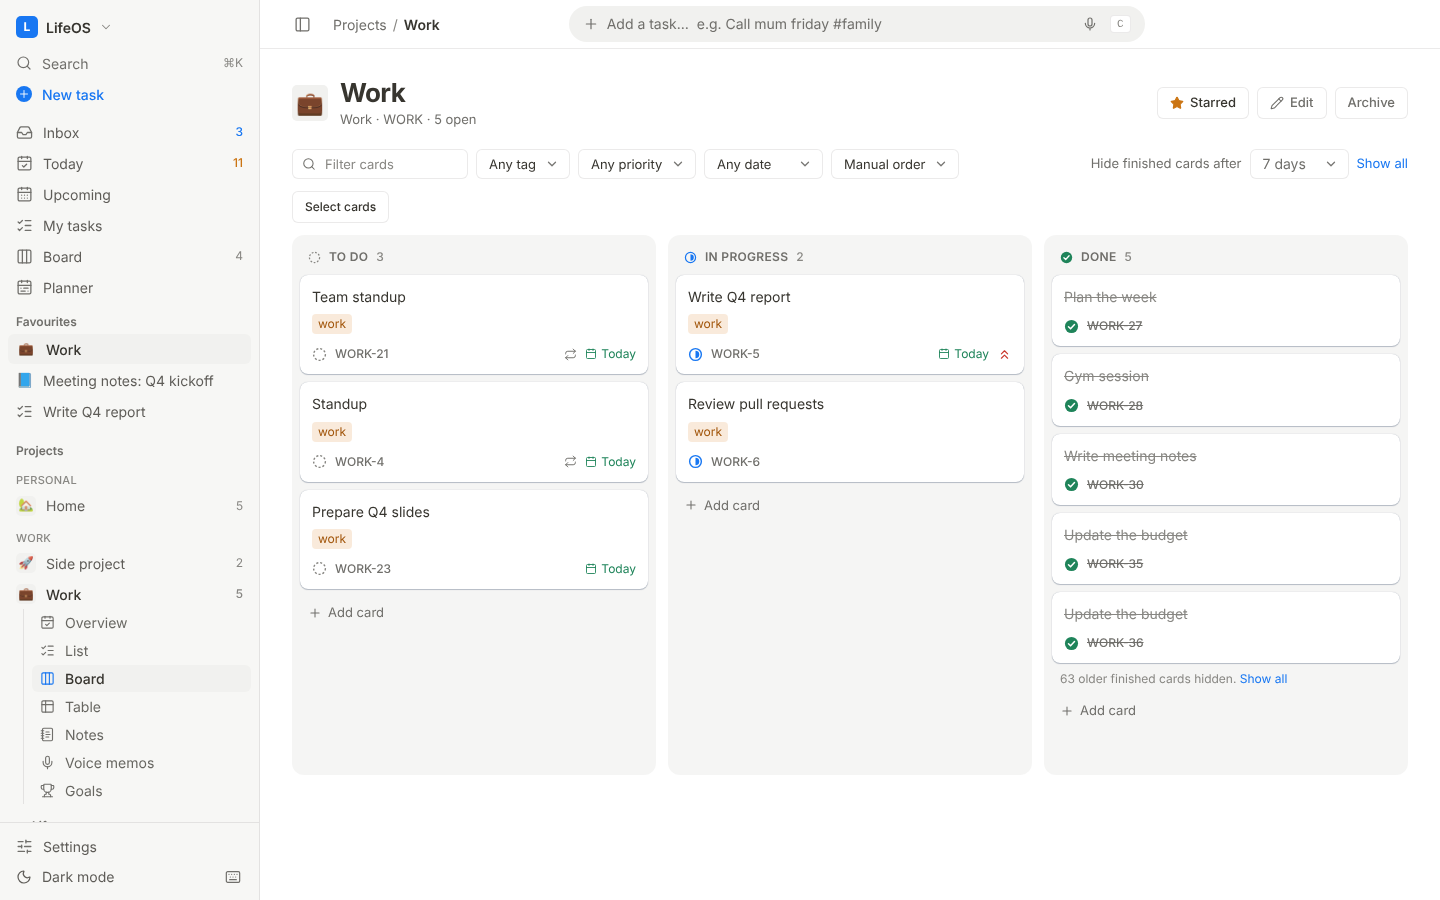 L LifeOS
Search ⌘K
New task
Inbox 3
Today 11
Upcoming
My tasks
Board 4
Planner
Favourites
Work
Meeting notes: Q4 kickoff
Write Q4 report
Projects
PERSONAL
Home 5
WORK
Side project 2
Work 5
Overview
List
Board
Table
Notes
Voice memos
Goals
Settings
Dark mode
Projects / Work
Add a task... e.g. Call mum friday #family C
Work
Work · WORK · 5 open
Starred Edit Archive
Filter cards Any tag Any priority Any date Manual order Hide finished cards after 7 days Show all
Select cards
TO DO 3
Team standup
work
WORK-21 Today
Standup
work
WORK-4 Today
Prepare Q4 slides
work
WORK-23 Today
Add card
IN PROGRESS 2
Write Q4 report
work
WORK-5 Today
Review pull requests
work
WORK-6
Add card
DONE 5
Plan the week
WORK-27
Gym session
WORK-28
Write meeting notes
WORK-30
Update the budget
WORK-35
Update the budget
WORK-36
63 older finished cards hidden. Show all
Add card